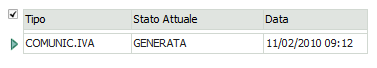 Tipo Stato Attuale Data
COMUNIC.IVA GENERATA 11/02/2010 09:12